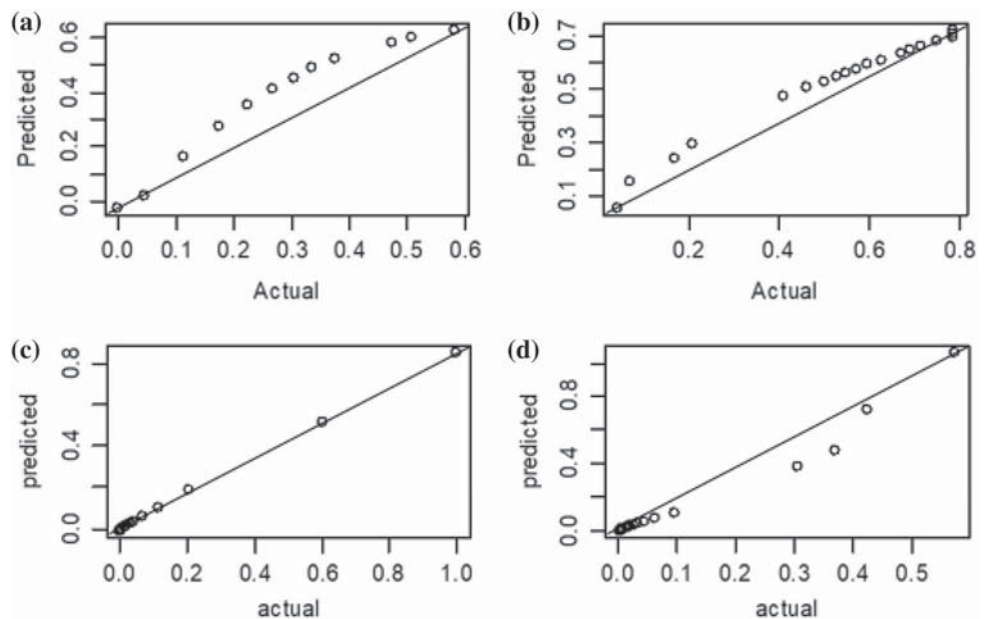 (a)
Predicted
0.0 0.2 0.4 0.6
0.0 0.1 0.2 0.3 0.4 0.5 0.6
Actual
(b)
Predicted
0.1 0.3 0.5 0.7
0.2 0.4 0.6 0.8
Actual
(c)
predicted
0.0 0.4 0.8
0.0 0.2 0.4 0.6 0.8 1.0
actual
(d)
predicted
0.0 0.4 0.8
0.0 0.1 0.2 0.3 0.4 0.5
actual